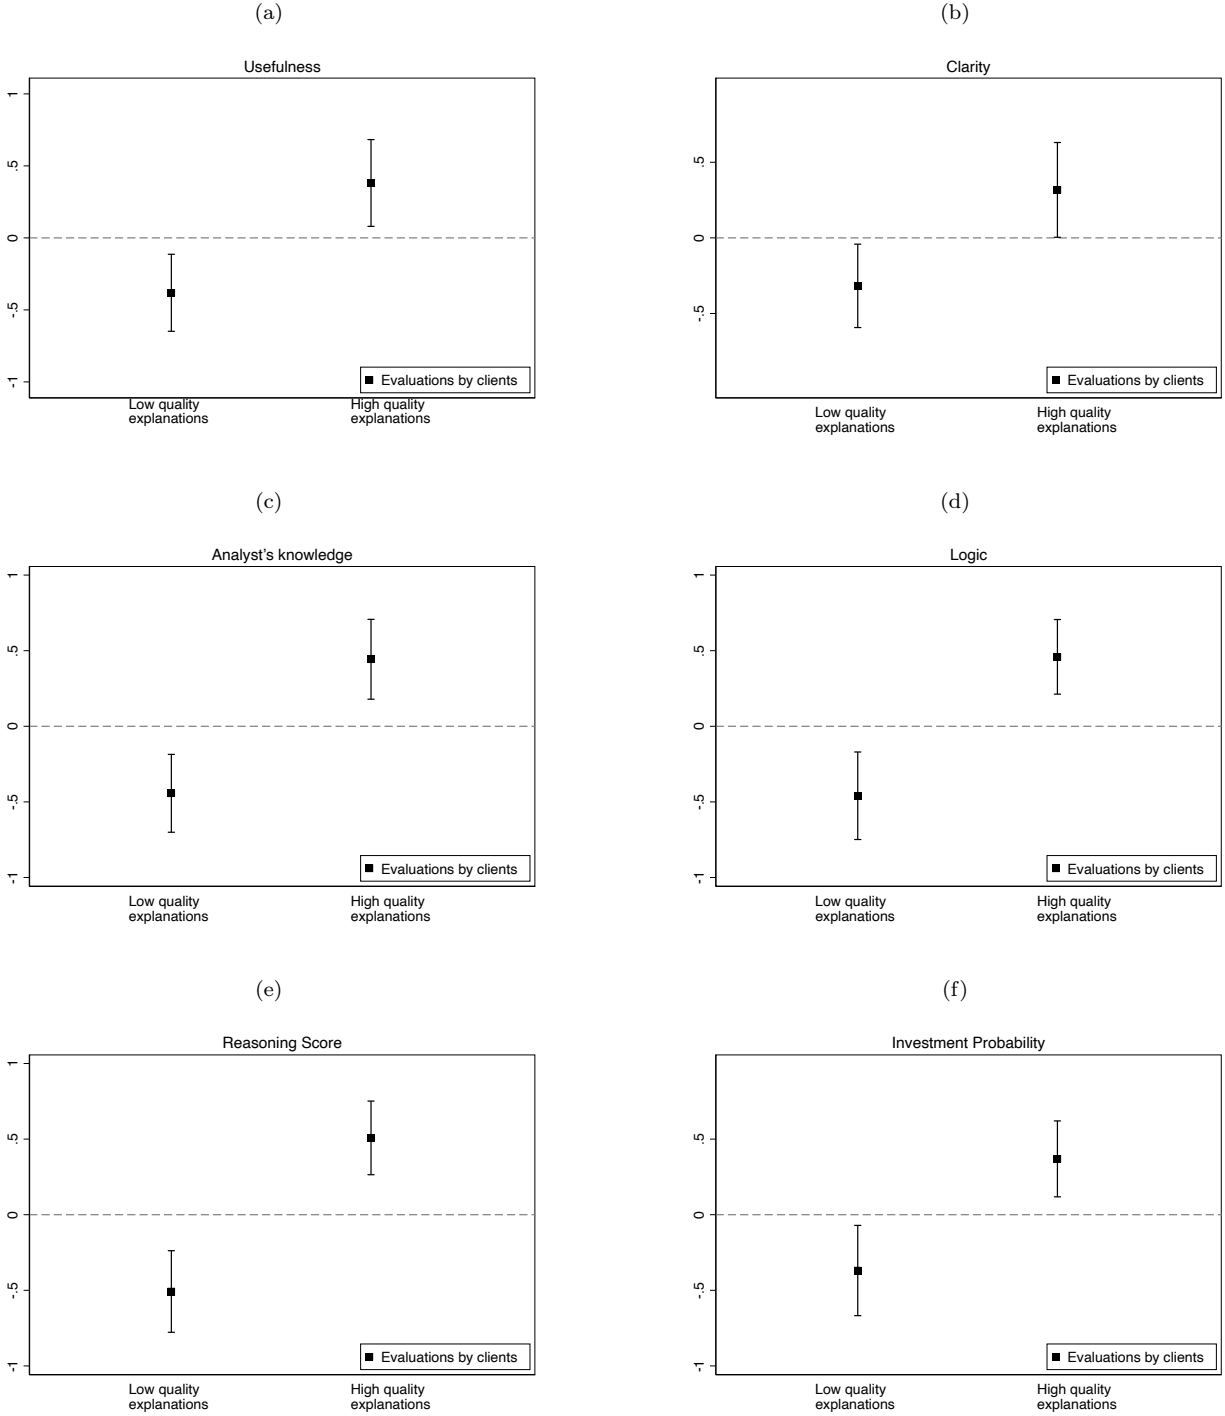 (a)
Usefulness
1
.5
0
-.5
-1
Evaluations by clients
Low quality
explanations
High quality
explanations
(b)
Clarity
.5
0
-.5
Evaluations by clients
Low quality
explanations
High quality
explanations
(c)
Analyst's knowledge
1
.5
0
-.5
-1
Evaluations by clients
Low quality
explanations
High quality
explanations
(d)
Logic
1
.5
0
-.5
-1
Evaluations by clients
Low quality
explanations
High quality
explanations
(e)
Reasoning Score
1
.5
0
-.5
-1
Evaluations by clients
Low quality
explanations
High quality
explanations
(f)
Investment Probability
.5
0
-.5
-1
Evaluations by clients
Low quality
explanations
High quality
explanations